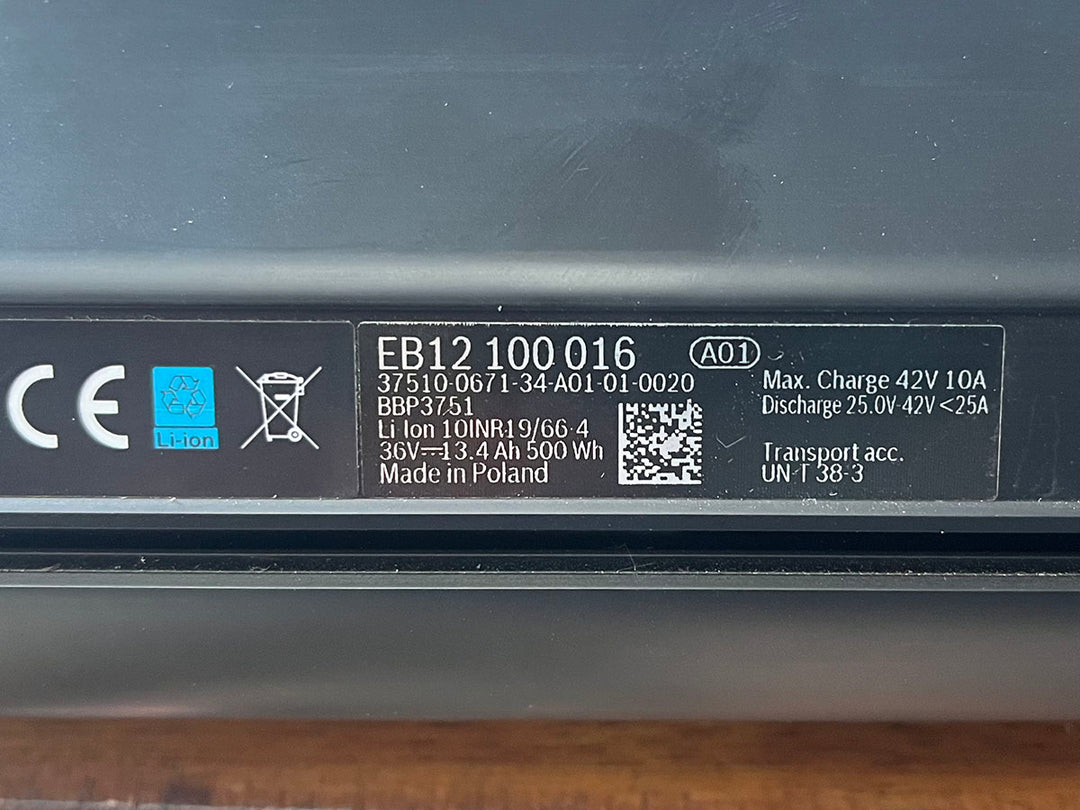 CE
Li-ion
EB12 100 016
A01
37510-0671-34-A01-01-0020
BBP3751
Li Ion 10INR19/66-4
36V⎓13.4 Ah 500 Wh
Made in Poland
Max. Charge 42V 10A
Discharge 25.0V-42V <25A
Transport acc.
UN-T 38-3